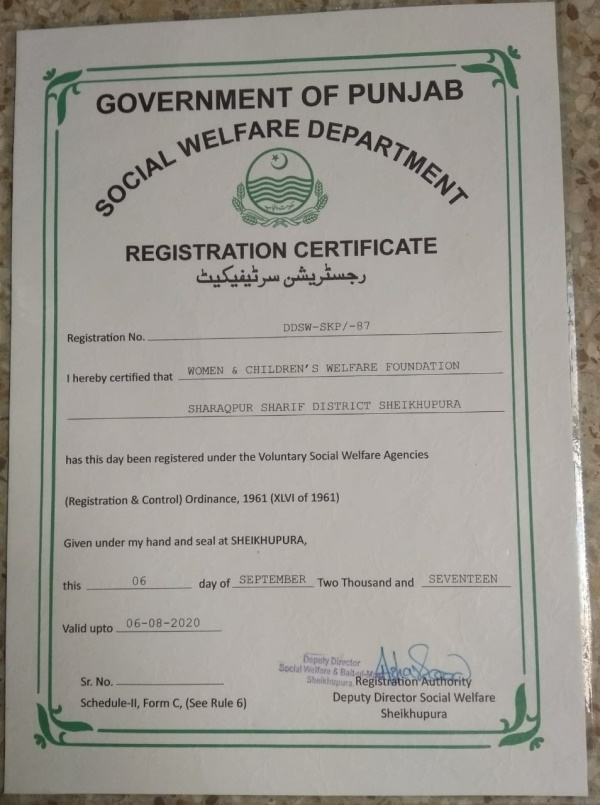 GOVERNMENT OF PUNJAB
SOCIAL WELFARE DEPARTMENT
REGISTRATION CERTIFICATE
رجسٹریشن سرٹیفیکیٹ
Registration No. DDSW-SKP/-87
I hereby certified that WOMEN & CHILDREN'S WELFARE FOUNDATION
SHARAQPUR SHARIF DISTRICT SHEIKHUPURA
has this day been registered under the Voluntary Social Welfare Agencies
(Registration & Control) Ordinance, 1961 (XLVI of 1961)
Given under my hand and seal at SHEIKHUPURA,
this 06 day of SEPTEMBER Two Thousand and SEVENTEEN
Valid upto 06-08-2020
Deputy Director
Social Welfare &
Sheikhupura
Sr. No.
Registration Authority
Schedule-II, Form C, (See Rule 6)
Deputy Director Social Welfare
Sheikhupura